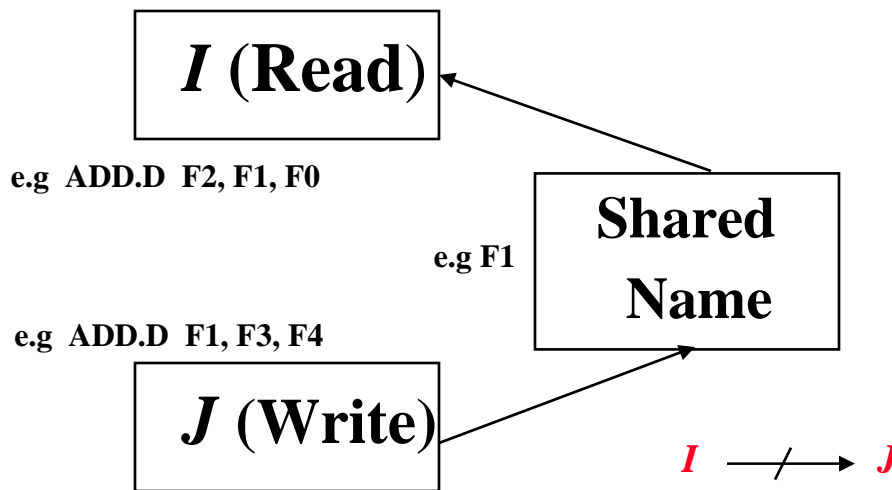 I (Read)
e.g ADD.D F2, F1, F0
Shared
Name
e.g F1
e.g ADD.D F1, F3, F4
J (Write)
I J